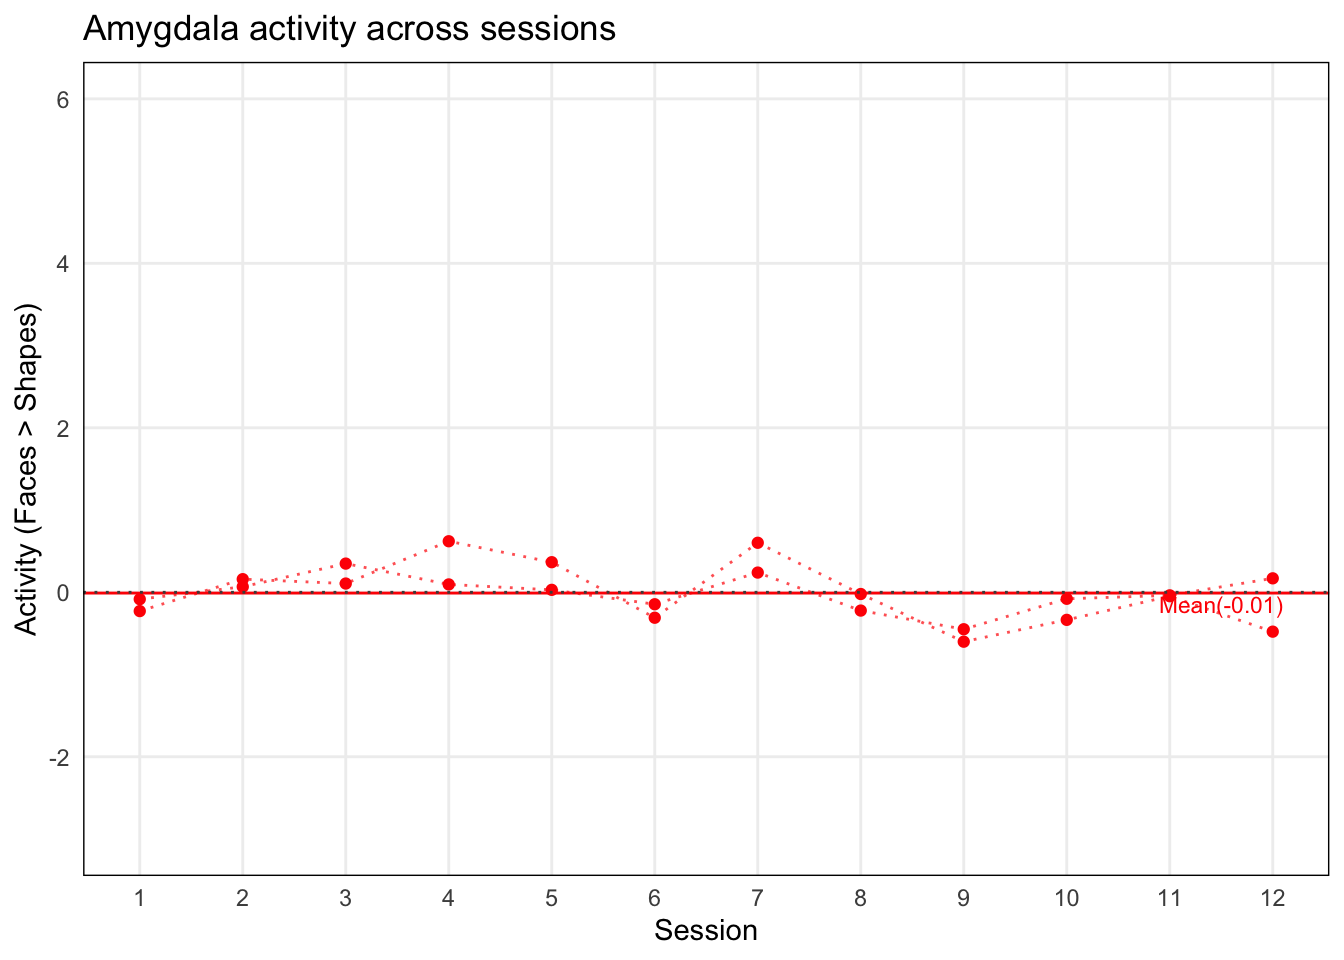 Amygdala activity across sessions
Activity (Faces > Shapes)
6
4
2
0
-2
Mean(-0.01)
1 2 3 4 5 6 7 8 9 10 11 12
Session